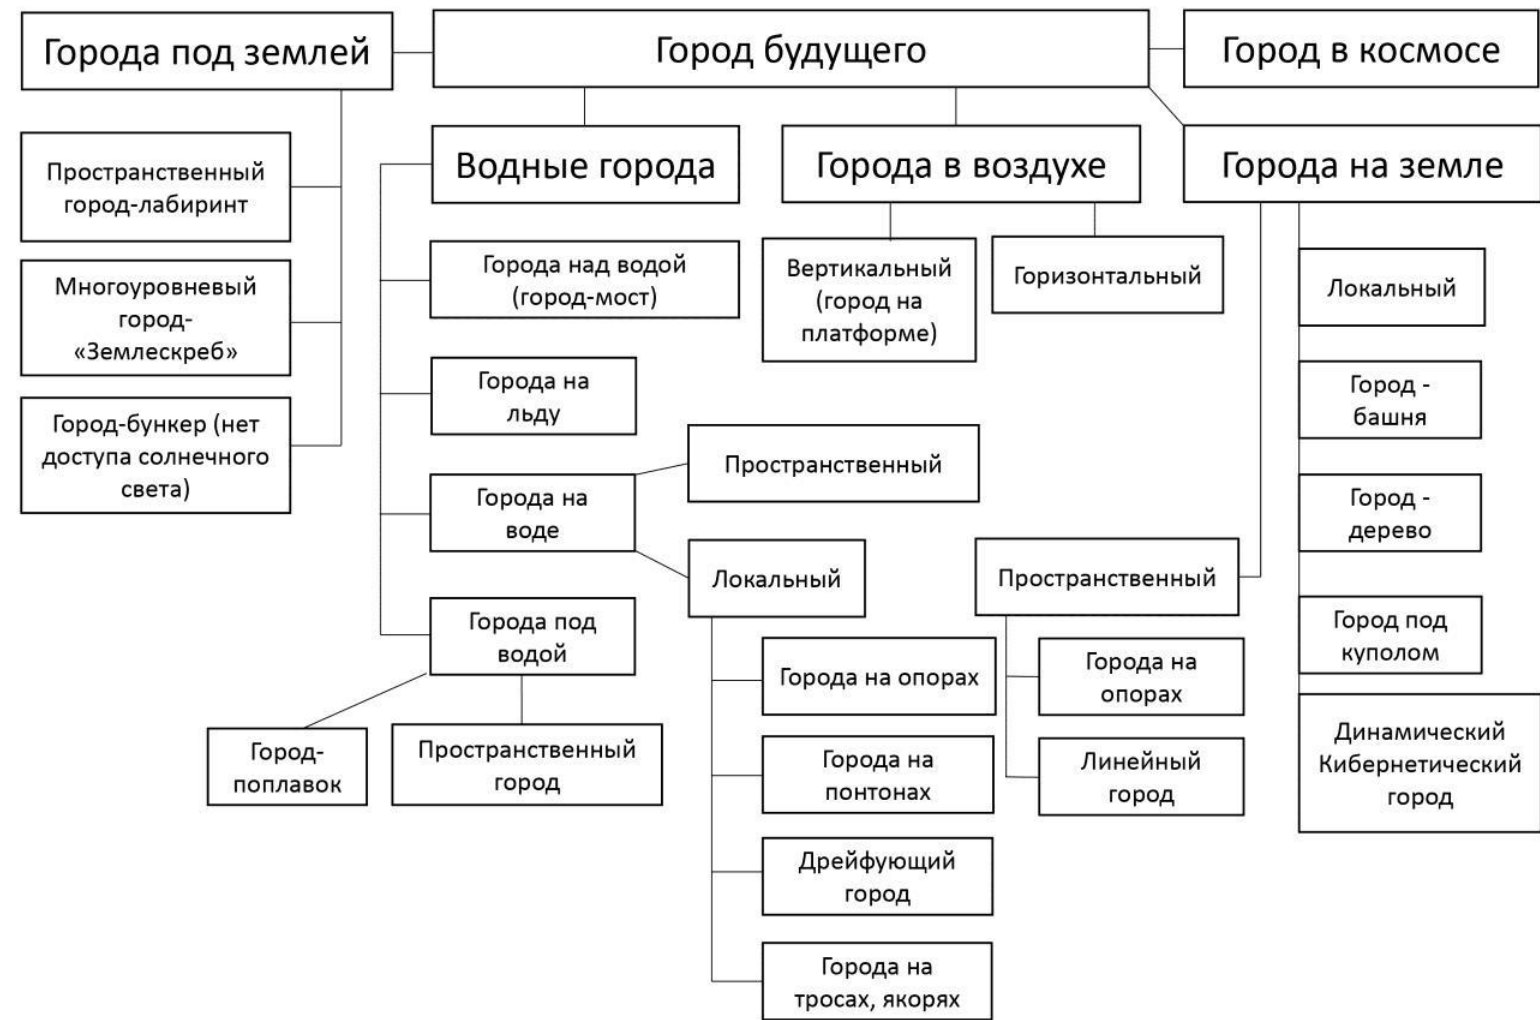 Города под землей
Город будущего
Город в космосе
Пространственный
город-лабиринт
Многоуровневый
город-
«Землескреб»
Город-бункер (нет
доступа солнечного
света)
Водные города
Города над водой
(город-мост)
Города на
льду
Города на
воде
Пространственный
Локальный
Города на опорах
Города на
понтонах
Дрейфующий
город
Города на
тросах, якорях
Города под
водой
Город-
поплавок
Пространственный
город
Города в воздухе
Вертикальный
(город на
платформе)
Горизонтальный
Города на земле
Пространственный
Города на
опорах
Линейный
город
Локальный
Город -
башня
Город -
дерево
Город под
куполом
Динамический
Кибернетический
город